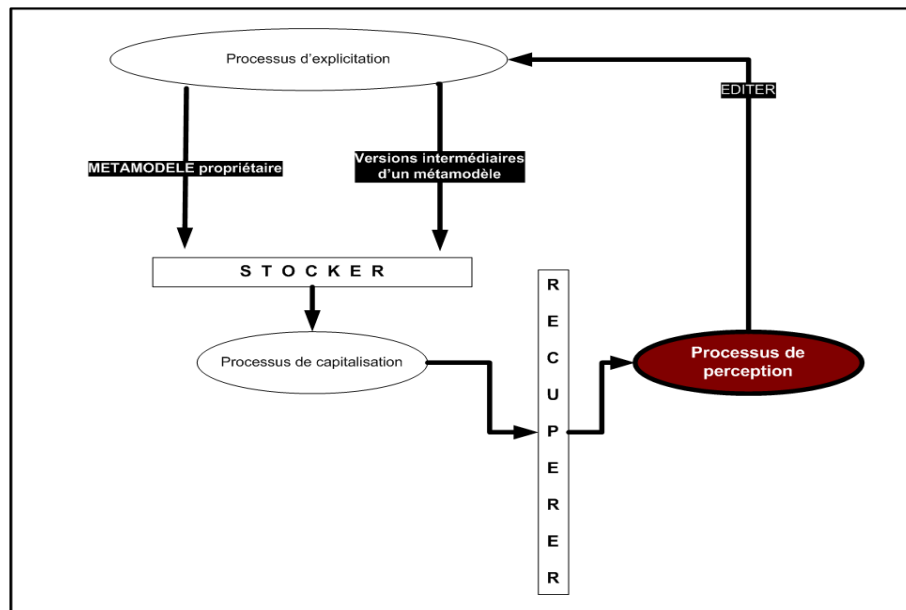 Processus d'explicitation
EDITER
METAMODELE propriétaire
Versions intermédiaires
d'un métamodèle
S T O C K E R
R
E
C
U
P
E
R
E
R
Processus de capitalisation
Processus de
perception